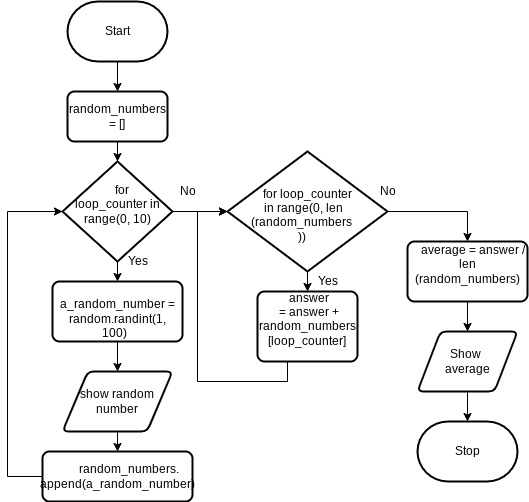 Start
random_numbers
= []
for
loop_counter in
range(0, 10)
No
Yes
a_random_number =
random.randint(1,
100)
show random
number
random_numbers.
append(a_random_number)
for loop_counter
in range(0, len
(random_numbers
))
No
Yes
answer
= answer +
random_numbers
[loop_counter]
average = answer /
len
(random_numbers)
Show
average
Stop